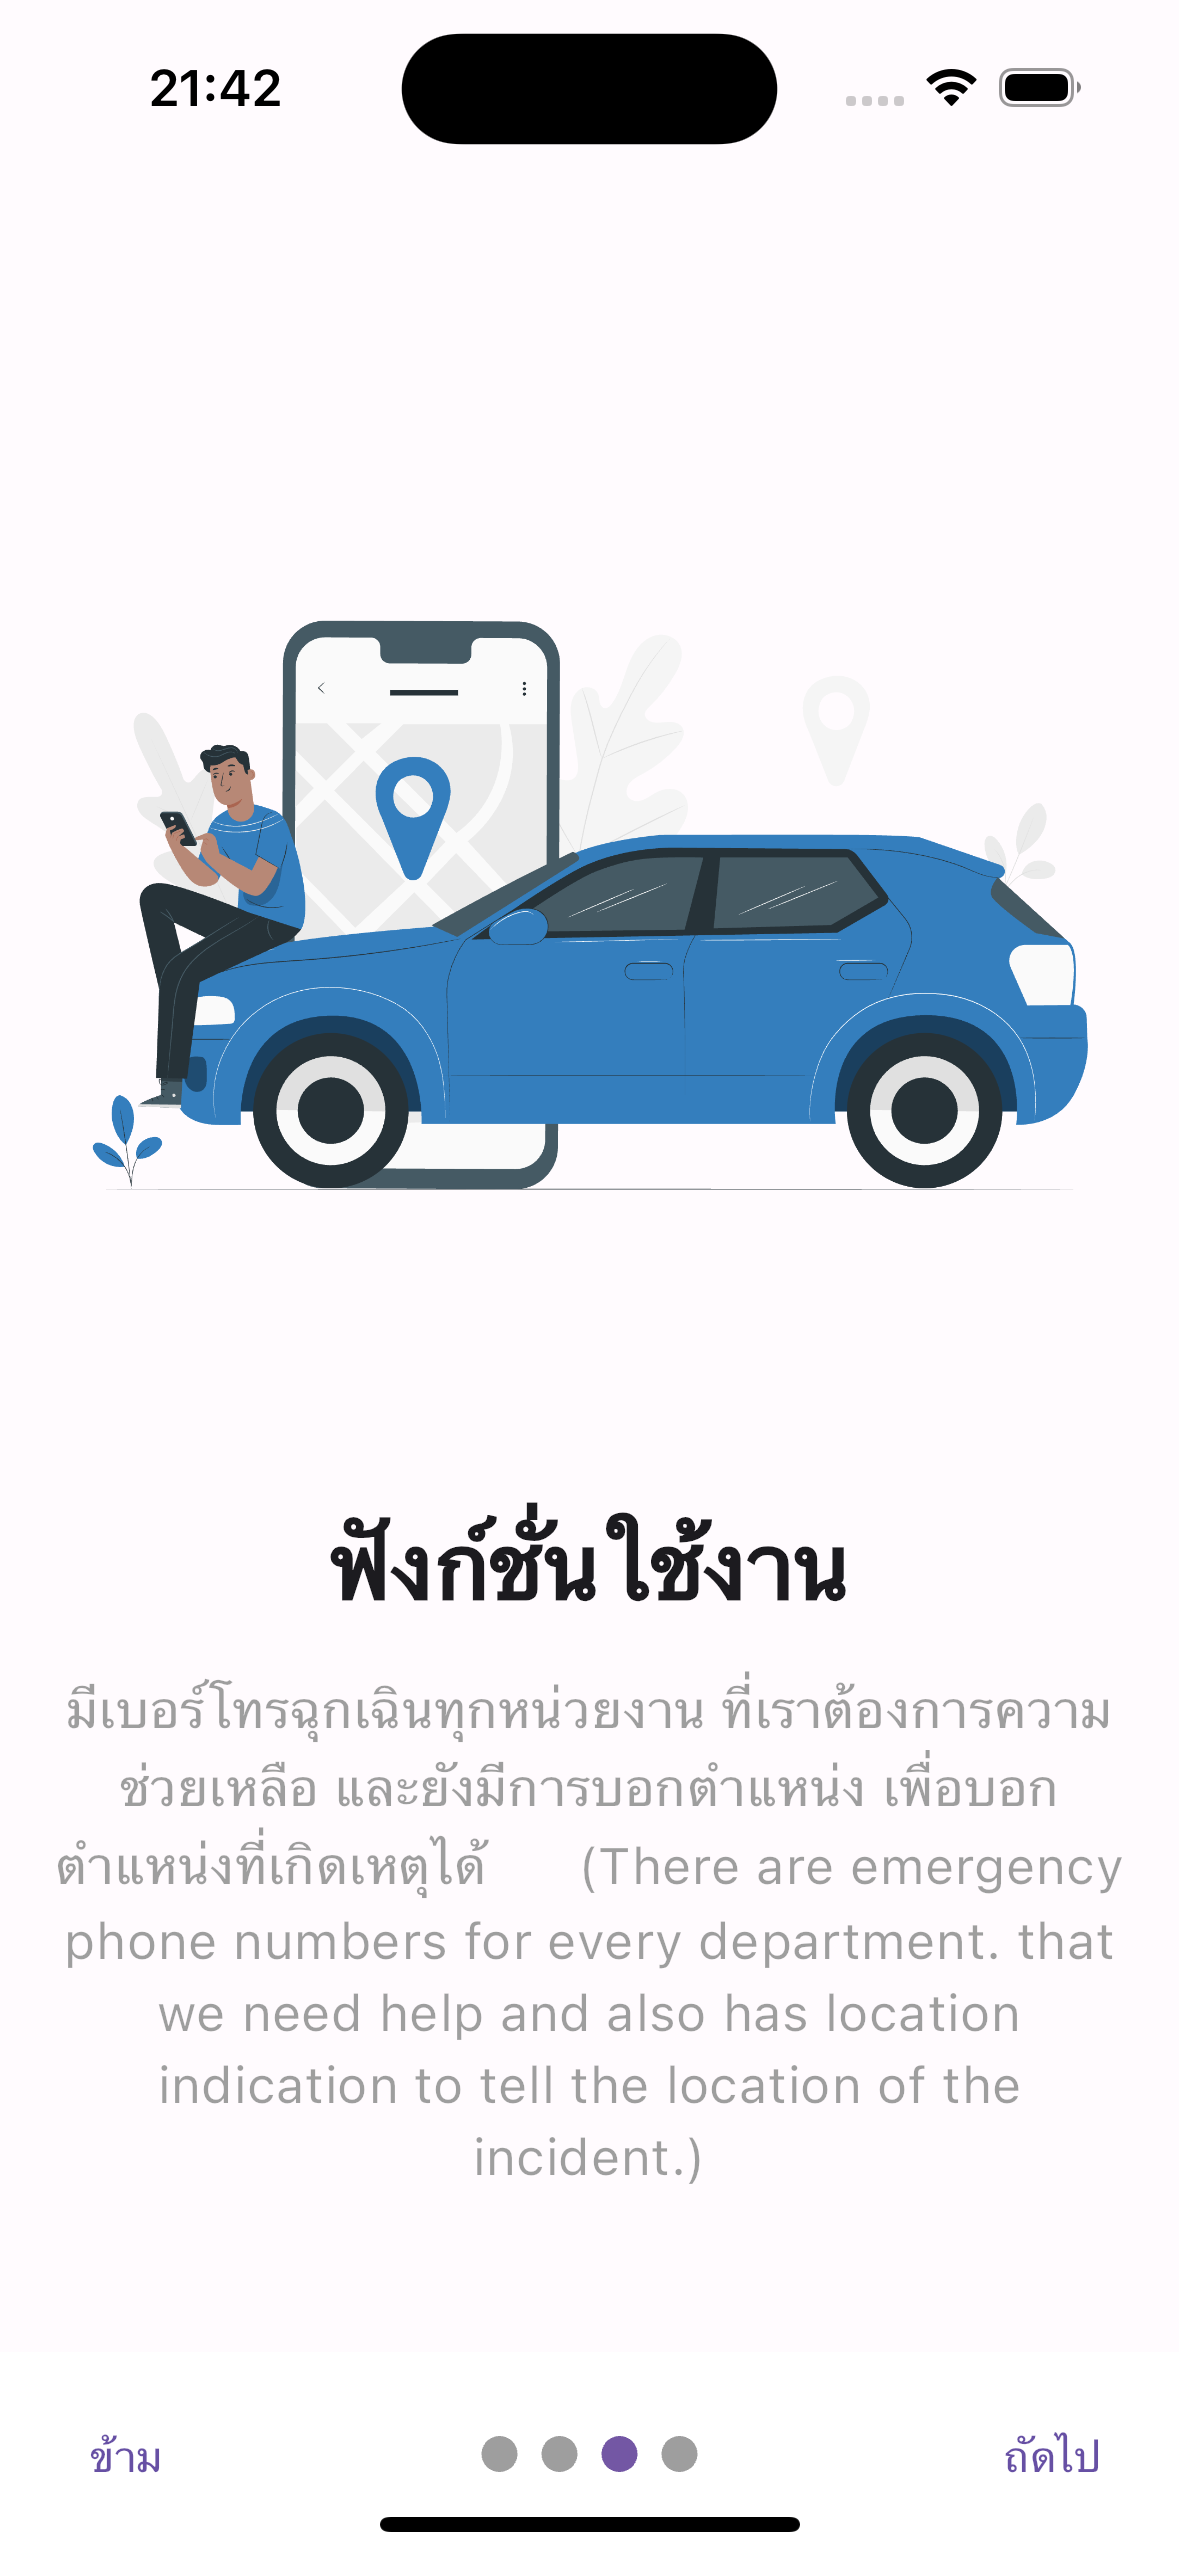 21:42
ฟังก์ชั่นใช้งาน
มีเบอร์โทรฉุกเฉินทุกหน่วยงาน ที่เราต้องการความ
ช่วยเหลือ และยังมีการบอกตำแหน่ง เพื่อบอก
ตำแหน่งที่เกิดเหตุได้ (There are emergency
phone numbers for every department. that
we need help and also has location
indication to tell the location of the
incident.)
ข้าม
ถัดไป